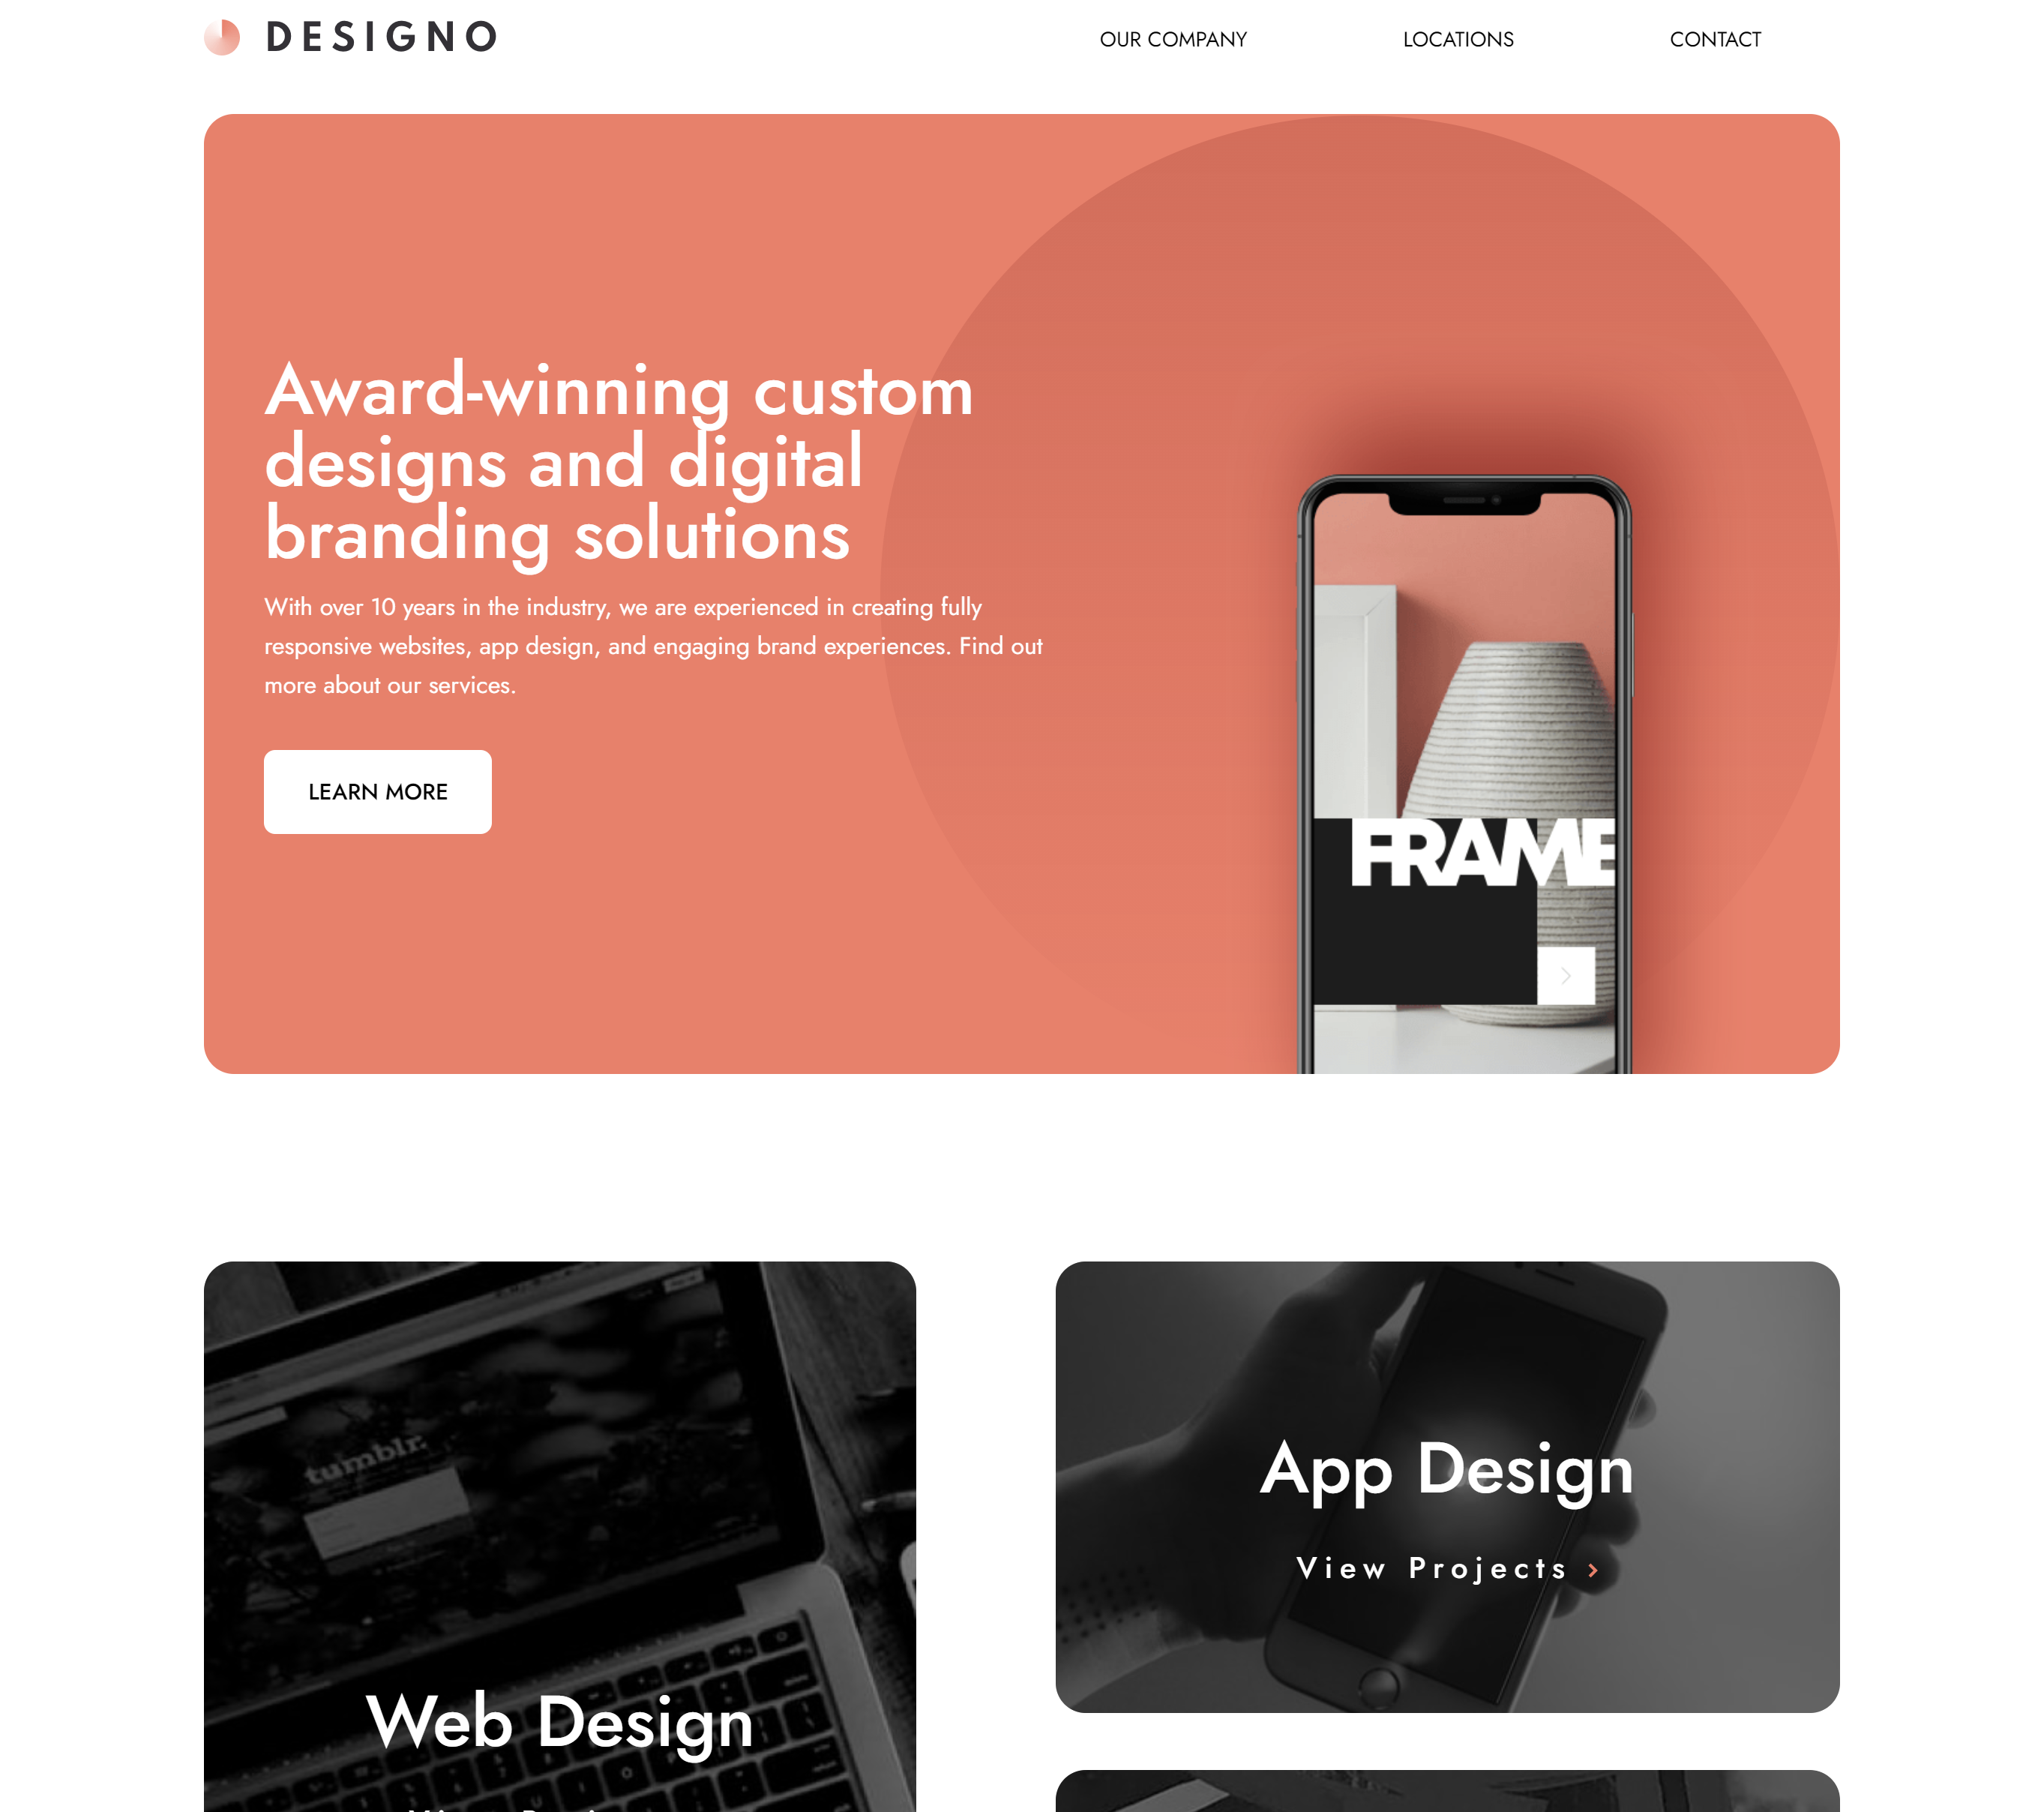 DESIGNO
OUR COMPANY
LOCATIONS
CONTACT
Award-winning custom
designs and digital
branding solutions
With over 10 years in the industry, we are experienced in creating fully
responsive websites, app design, and engaging brand experiences. Find out
more about our services.
LEARN MORE
FRAME
tumblr.
Web Design
App Design
View Projects